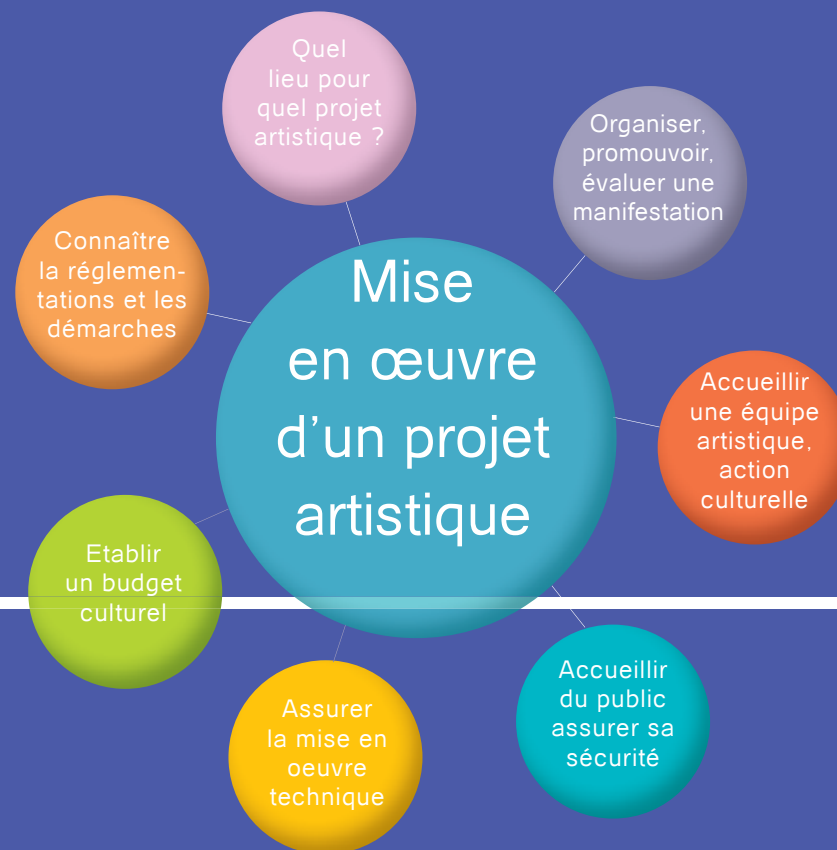 Quel
lieu pour
quel projet
artistique ?
Organiser,
promouvoir,
évaluer une
manifestation
Connaître
la réglemen-
tations et les
démarches
Mise
en œuvre
d'un projet
artistique
Accueillir
une équipe
artistique,
action
culturelle
Etablir
un budget
culturel
Accueillir
du public
assurer sa
sécurité
Assurer
la mise en
oeuvre
technique